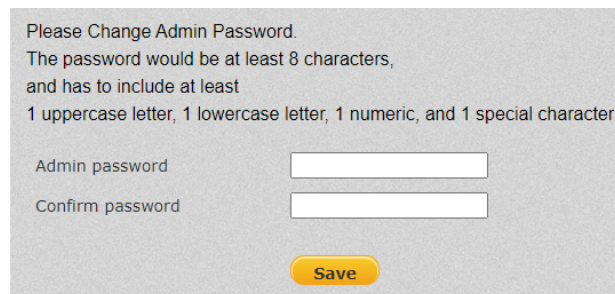 Please Change Admin Password.
The password would be at least 8 characters,
and has to include at least
1 uppercase letter, 1 lowercase letter, 1 numeric, and 1 special character
Admin password
Confirm password
Save